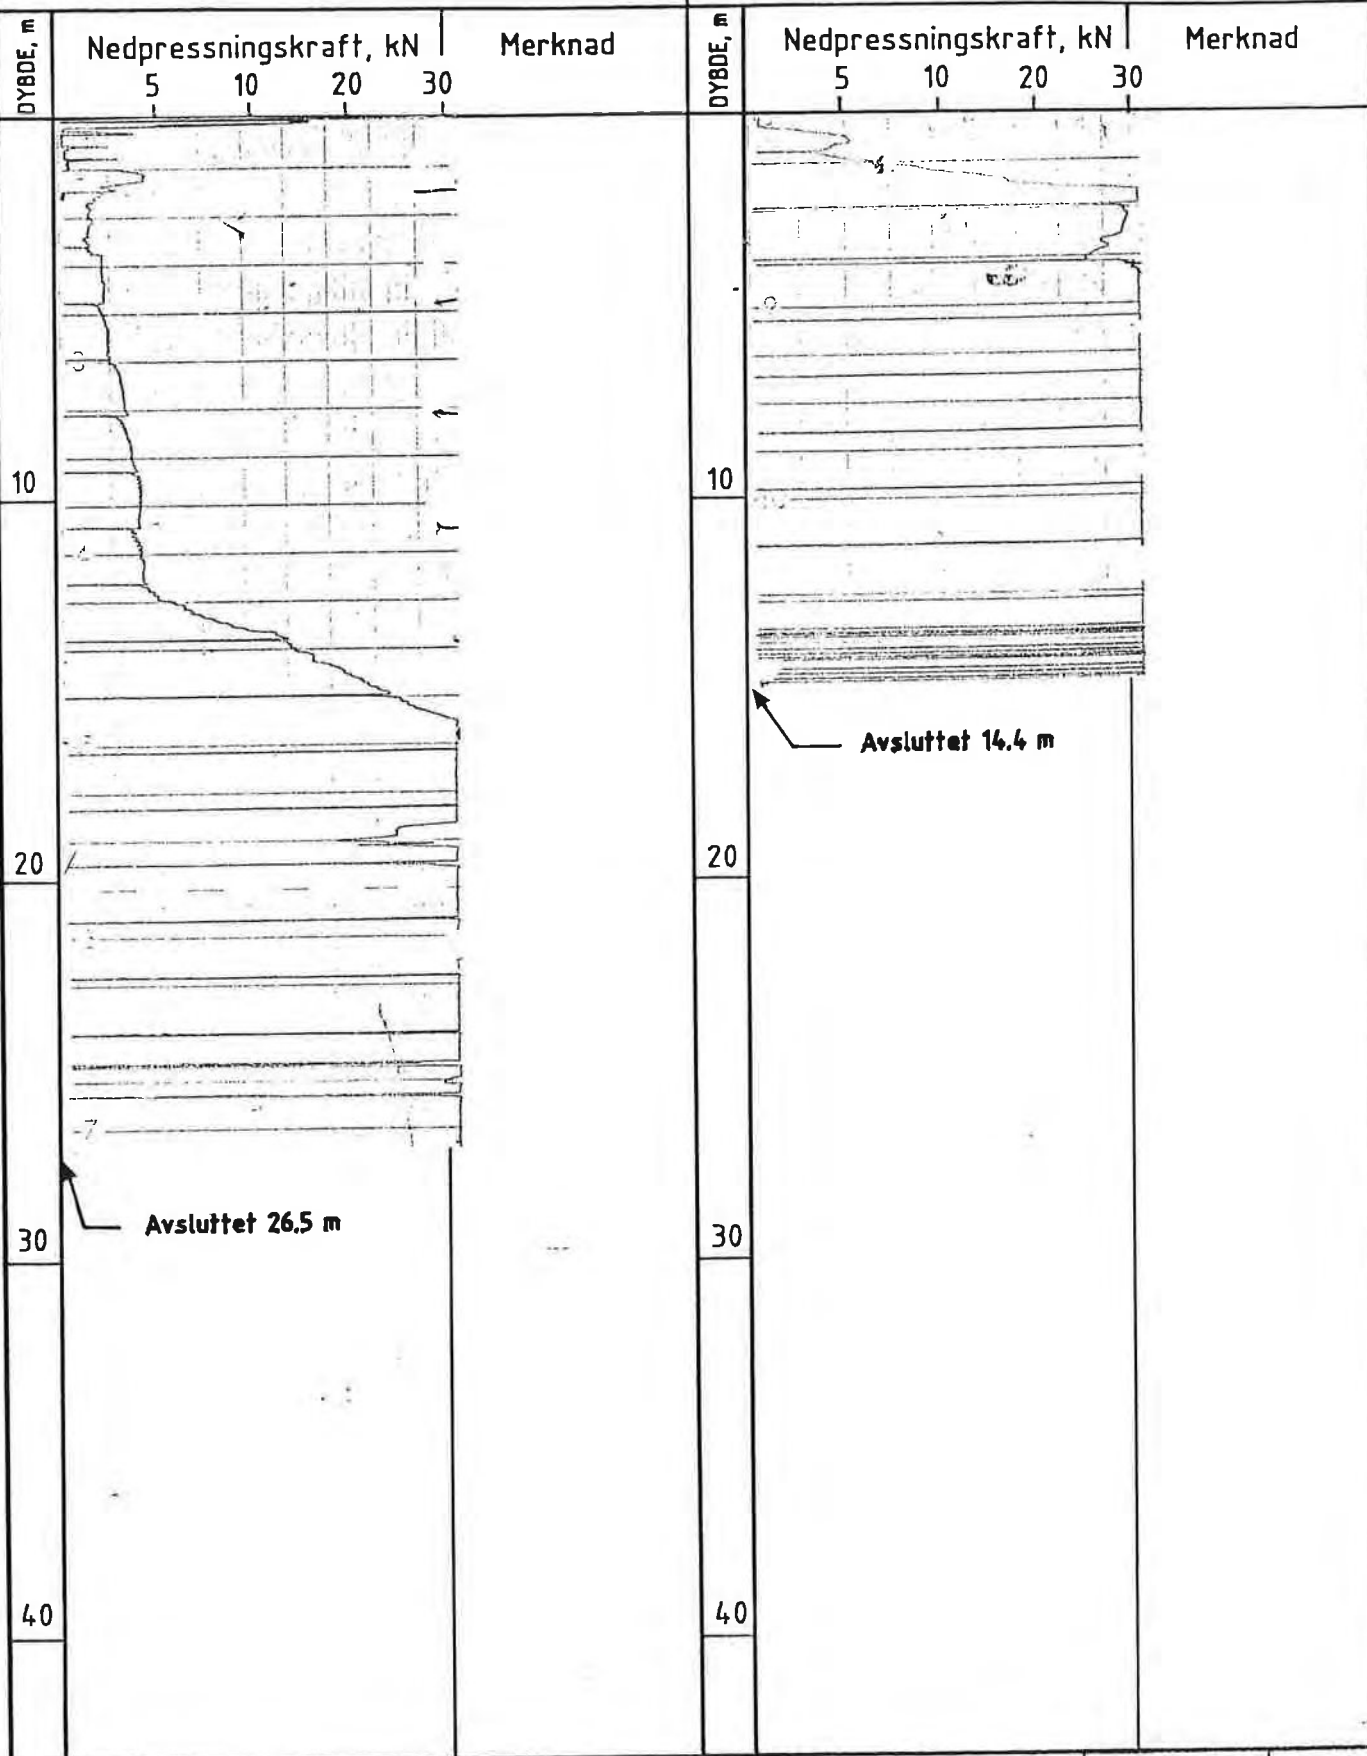 DYBDE, m
Nedpressningskraft, kN
Merknad
5 10 20 30
10
20
Avsluttet 26.5 m
30
40
DYBDE, m
Nedpressningskraft, kN
Merknad
5 10 20 30
10
Avsluttet 14.4 m
20
30
40